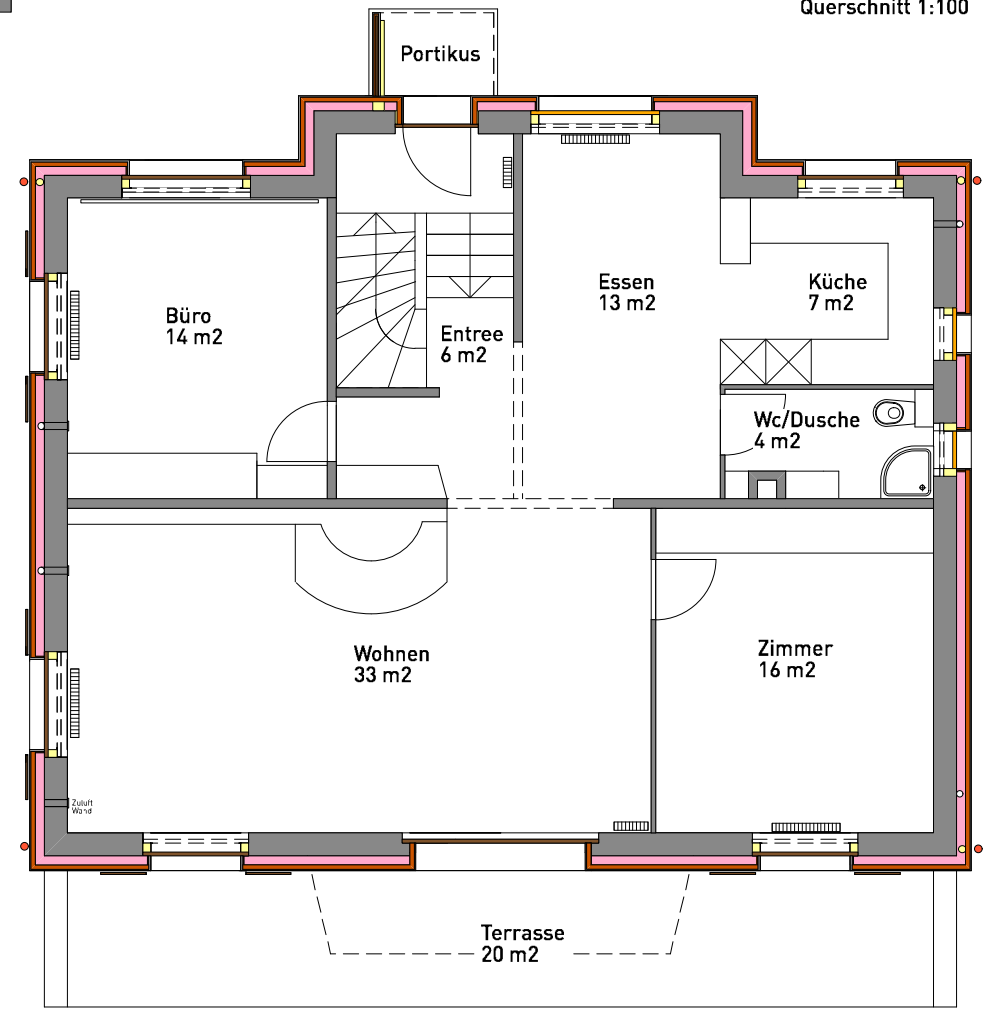 Querschnitt 1:100
Portikus
Büro
14 m2
Entree
6 m2
Essen
13 m2
Küche
7 m2
Wc/Dusche
4 m2
Wohnen
33 m2
Zimmer
16 m2
Zuluft
Wand
Terrasse
20 m2